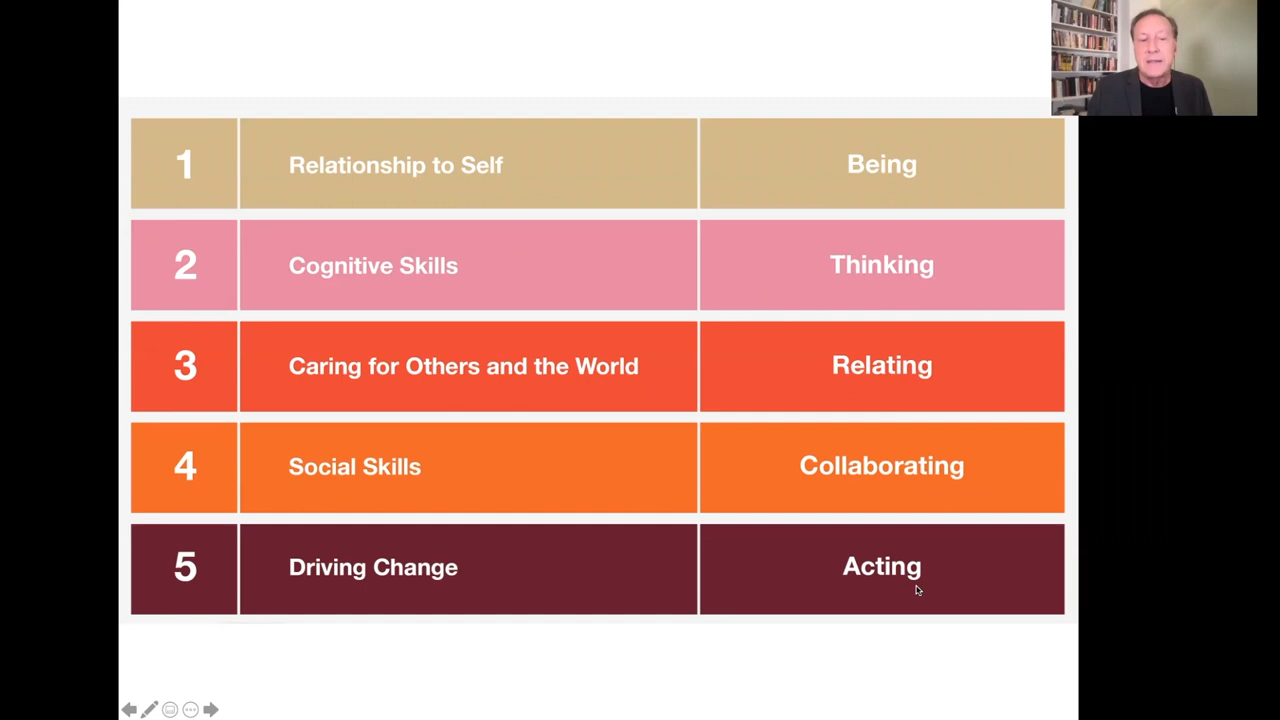 1 Relationship to Self Being
2 Cognitive Skills Thinking
3 Caring for Others and the World Relating
4 Social Skills Collaborating
5 Driving Change Acting